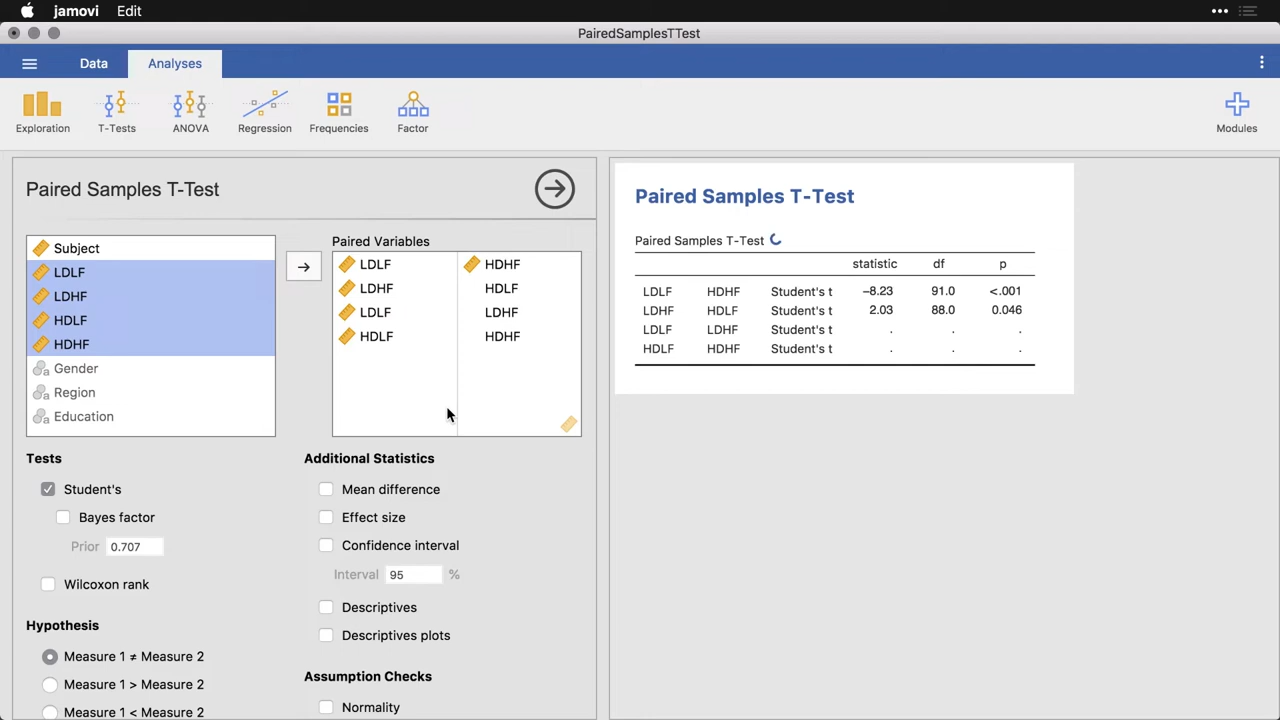 jamovi Edit
PairedSamplesTTest
Data Analyses
Exploration T-Tests ANOVA Regression Frequencies Factor Modules
Paired Samples T-Test
Subject
LDLF
LDHF
HDLF
HDHF
Gender
Region
Education
Paired Variables
LDLF HDHF
LDHF HDLF
LDLF LDHF
HDLF HDHF
Tests
Student's
Bayes factor
Prior 0.707
Wilcoxon rank
Hypothesis
Measure 1 ≠ Measure 2
Measure 1 > Measure 2
Measure 1 < Measure 2
Additional Statistics
Mean difference
Effect size
Confidence interval
Interval 95 %
Descriptives
Descriptives plots
Assumption Checks
Normality
Paired Samples T-Test
Paired Samples T-Test
statistic df p
LDLF HDHF Student's t −8.23 91.0 <.001
LDHF HDLF Student's t 2.03 88.0 0.046
LDLF LDHF Student's t . . .
HDLF HDHF Student's t . . .